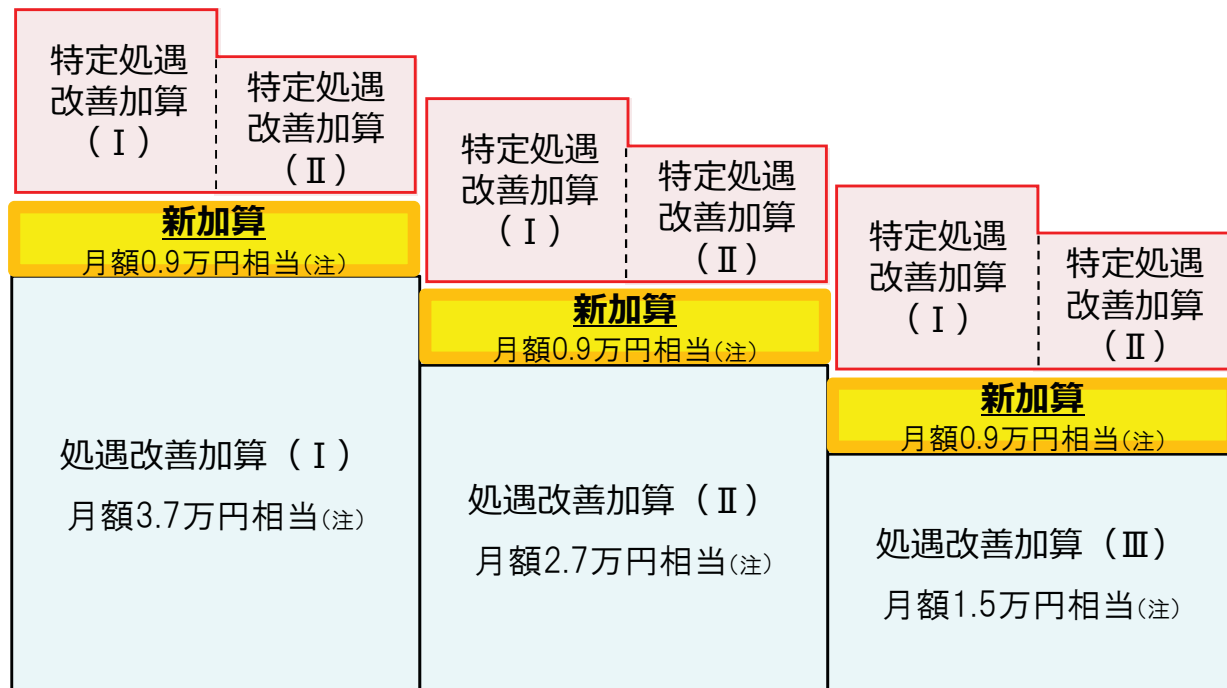 特定処遇
改善加算
（Ⅰ）
特定処遇
改善加算
（Ⅱ）
新加算
月額0.9万円相当(注)
処遇改善加算（Ⅰ）
月額3.7万円相当(注)
特定処遇
改善加算
（Ⅰ）
特定処遇
改善加算
（Ⅱ）
新加算
月額0.9万円相当(注)
処遇改善加算（Ⅱ）
月額2.7万円相当(注)
特定処遇
改善加算
（Ⅰ）
特定処遇
改善加算
（Ⅱ）
新加算
月額0.9万円相当(注)
処遇改善加算（Ⅲ）
月額1.5万円相当(注)